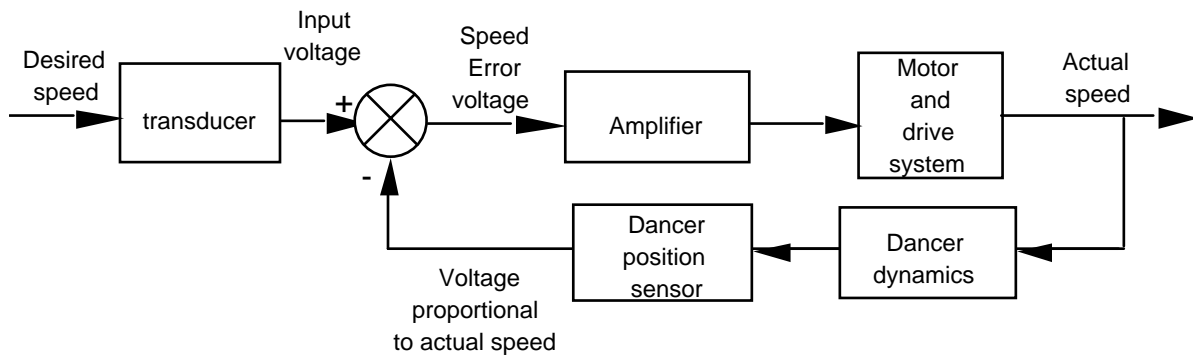 Desired
speed
transducer
Input
voltage
+
-
Speed
Error
voltage
Amplifier
Motor
and
drive
system
Actual
speed
Dancer
position
sensor
Dancer
dynamics
Voltage
proportional
to actual speed